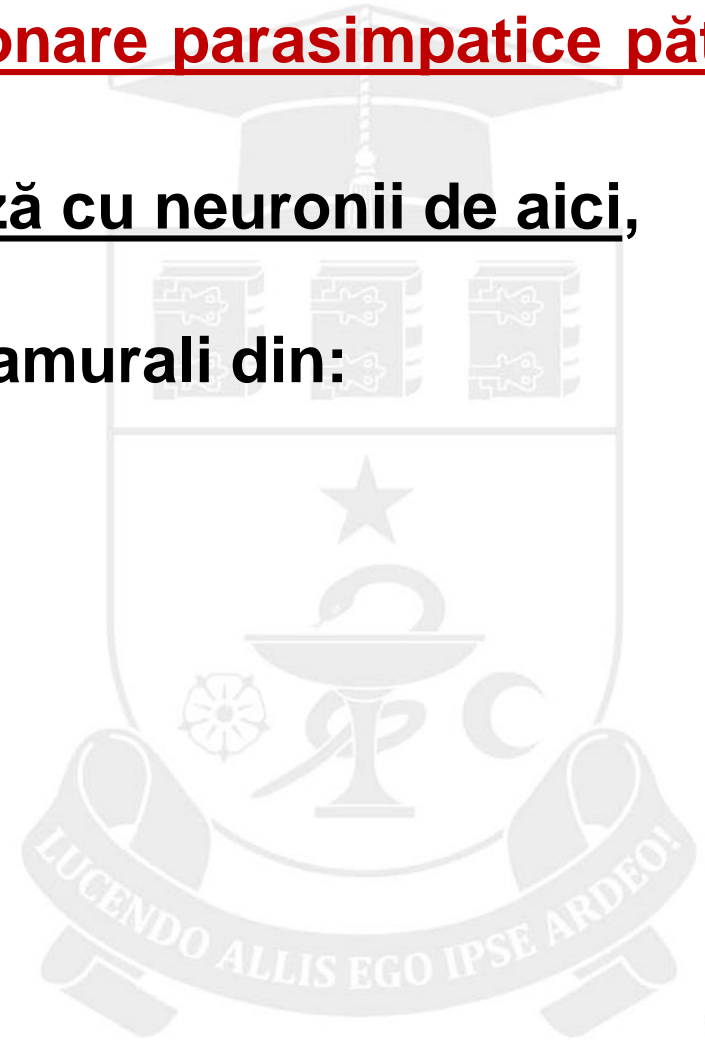 onare parasimpatice păt
ză cu neuronii de aici,
amurali din:
LUCENDO ALLIS EGO IPSE ARDEO!